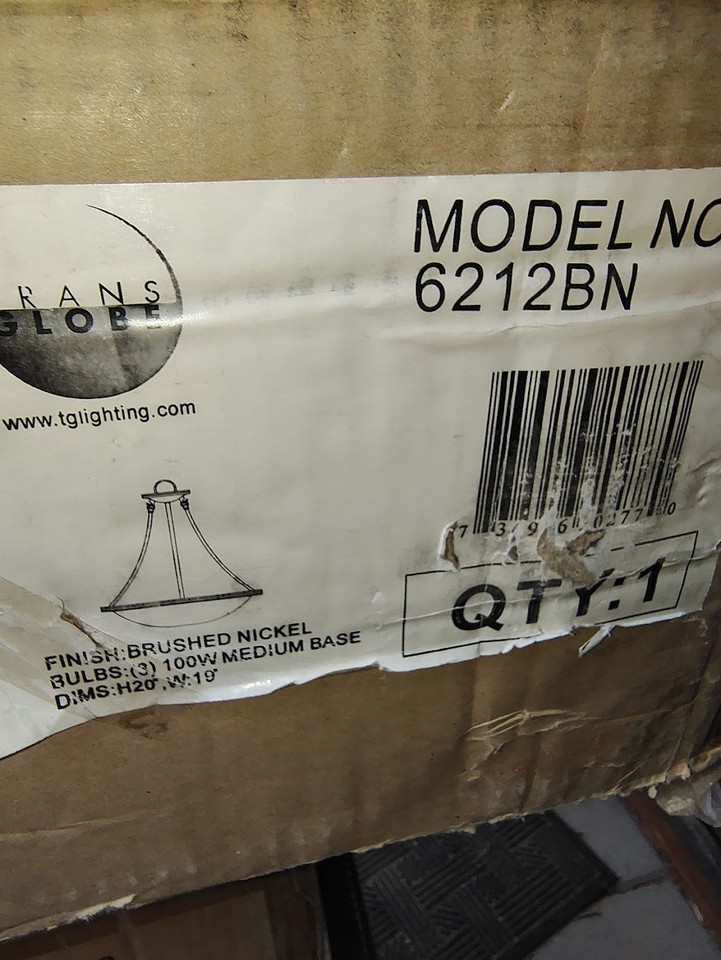 MODEL NO
6212BN
RANS
GLOBE
www.tglighting.com
QTY:1
FINISH:BRUSHED NICKEL
BULBS:(3) 100W MEDIUM BASE
DIMS:H20",W:19"